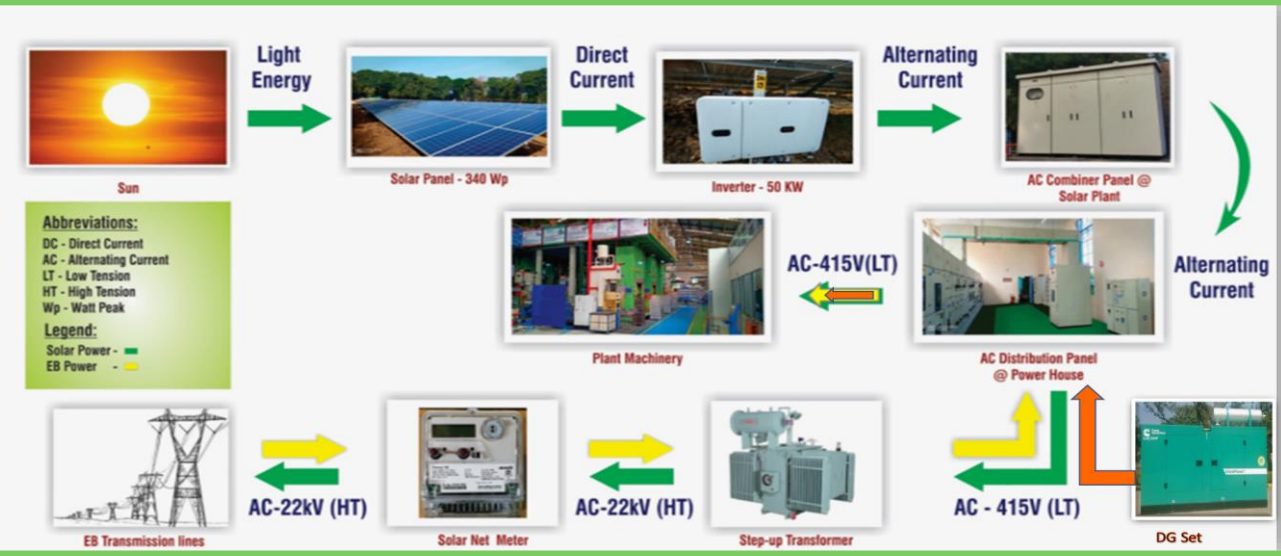 Light
Energy
Direct
Current
Alternating
Current
Sun
Solar Panel - 340 Wp
Inverter - 50 KW
AC Combiner Panel @
Solar Plant
Abbreviations:
DC - Direct Current
AC - Alternating Current
LT - Low Tension
HT - High Tension
Wp - Watt Peak
Legend:
Solar Power -
EB Power -
AC-415V(LT)
Alternating
Current
Plant Machinery
AC Distribution Panel
@ Power House
AC-22kV (HT)
AC-22kV (HT)
AC - 415V (LT)
EB Transmission lines
Solar Net Meter
Step-up Transformer
DG Set